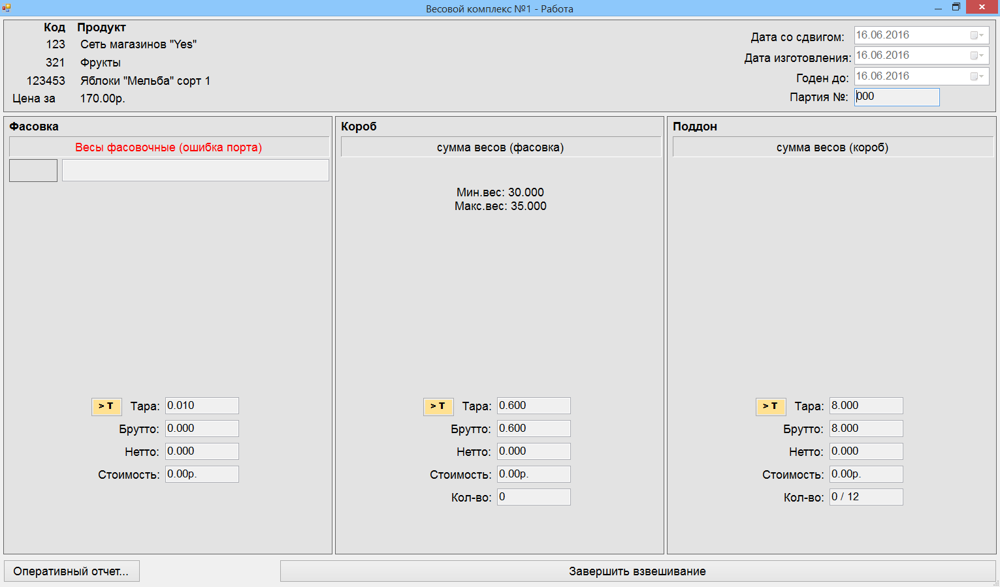 Весовой комплекс №1 - Работа
Код Продукт
123 Сеть магазинов "Yes"
321 Фрукты
123453 Яблоки "Мельба" сорт 1
Цена за 170.00р.
Дата со сдвигом: 16.06.2016
Дата изготовления: 16.06.2016
Годен до: 16.06.2016
Партия №: 000
Фасовка
Весы фасовочные (ошибка порта)
> T Тара: 0.010
Брутто: 0.000
Нетто: 0.000
Стоимость: 0.00р.
Короб
сумма весов (фасовка)
Мин.вес: 30.000
Макс.вес: 35.000
> T Тара: 0.600
Брутто: 0.600
Нетто: 0.000
Стоимость: 0.00р.
Кол-во: 0
Поддон
сумма весов (короб)
> T Тара: 8.000
Брутто: 8.000
Нетто: 0.000
Стоимость: 0.00р.
Кол-во: 0 / 12
Оперативный отчет...
Завершить взвешивание